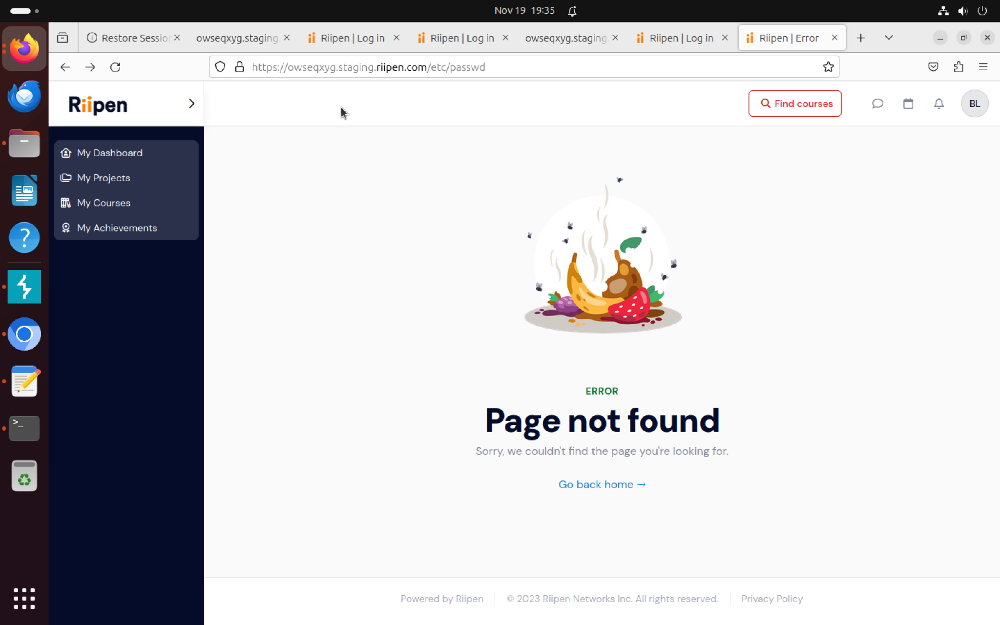 Nov 19 19:35
Restore Session
owseqxyg.staging.
Riipen | Log in
Riipen | Log in
owseqxyg.staging
Riipen | Log in
Riipen | Error
https://owseqxyg.staging.riipen.com/etc/passwd
Riipen
Find courses
BL
My Dashboard
My Projects
My Courses
My Achievements
ERROR
Page not found
Sorry, we couldn't find the page you're looking for.
Go back home →
Powered by Riipen
© 2023 Riipen Networks Inc. All rights reserved.
Privacy Policy